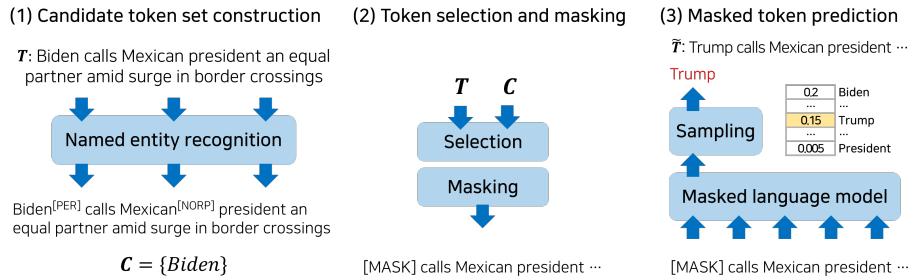 (1) Candidate token set construction
T: Biden calls Mexican president an equal
partner amid surge in border crossings
Named entity recognition
Biden[PER] calls Mexican[NORP] president an
equal partner amid surge in border crossings
C = {Biden}
(2) Token selection and masking
T C
Selection
Masking
[MASK] calls Mexican president ···
(3) Masked token prediction
T̃: Trump calls Mexican president ···
Trump
Sampling
0.2 Biden
··· ···
0.15 Trump
··· ···
0.005 President
Masked language model
[MASK] calls Mexican president ···